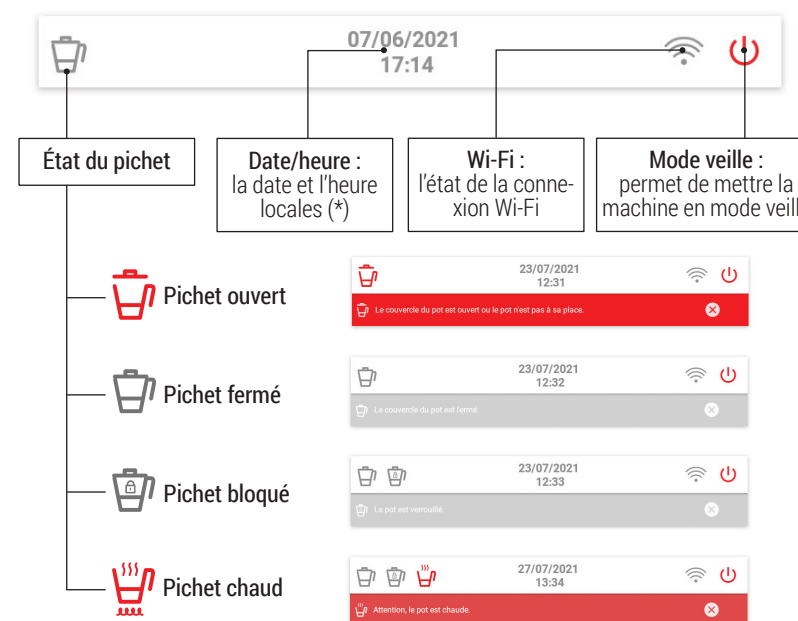 07/06/2021
17:14
État du pichet
Date/heure :
la date et l'heure
locales (*)
Wi-Fi :
l'état de la conne-
xion Wi-Fi
Mode veille :
permet de mettre la
machine en mode veill
Pichet ouvert
23/07/2021
12:31
Le couvercle du pot est ouvert ou le pot n'est pas à sa place.
Pichet fermé
23/07/2021
12:32
Le couvercle du pot est fermé
Pichet bloqué
23/07/2021
12:33
Le pot est verrouillé.
Pichet chaud
27/07/2021
13:34
Attention, le pot est chaude.